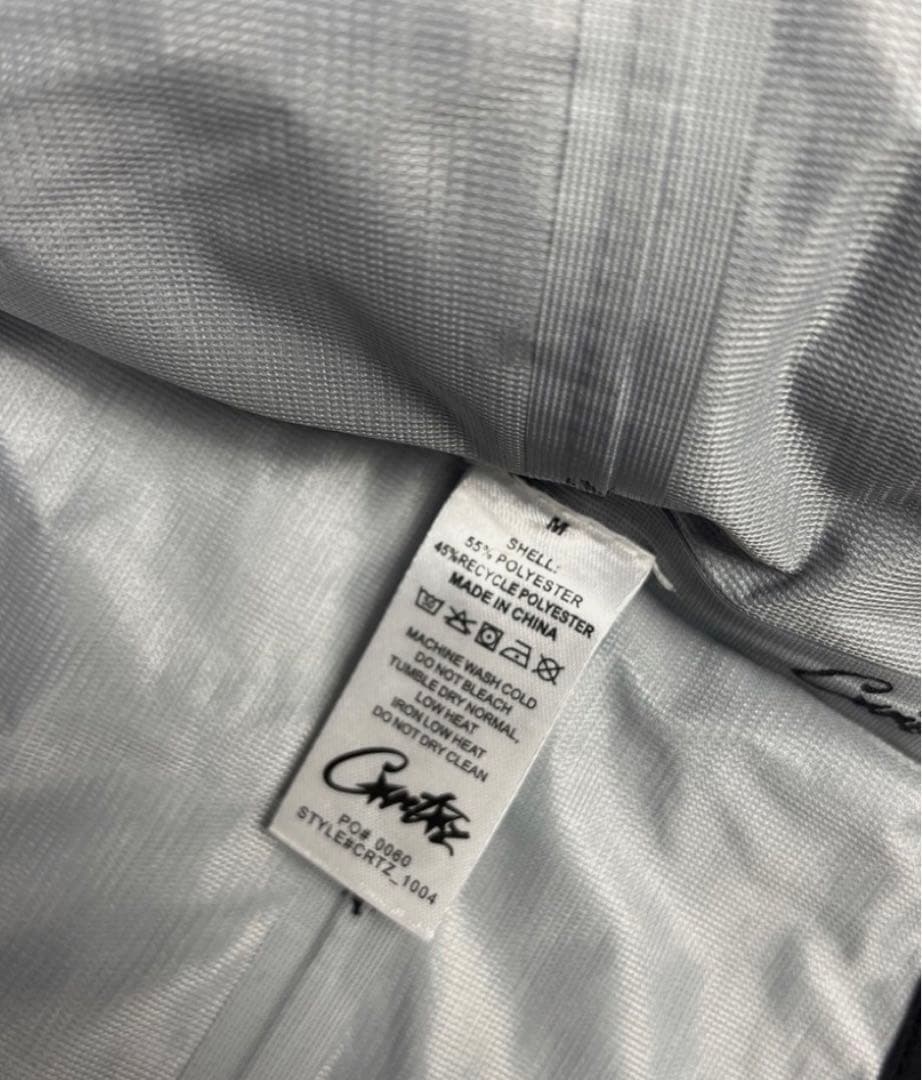 M
SHELL:
55% POLYESTER
45%RECYCLE POLYESTER
MADE IN CHINA
30
MACHINE WASH COLD
DO NOT BLEACH
TUMBLE DRY NORMAL,
LOW HEAT
IRON LOW HEAT
DO NOT DRY CLEAN
Corteiz
PO# 0060
STYLE#CRTZ_1004